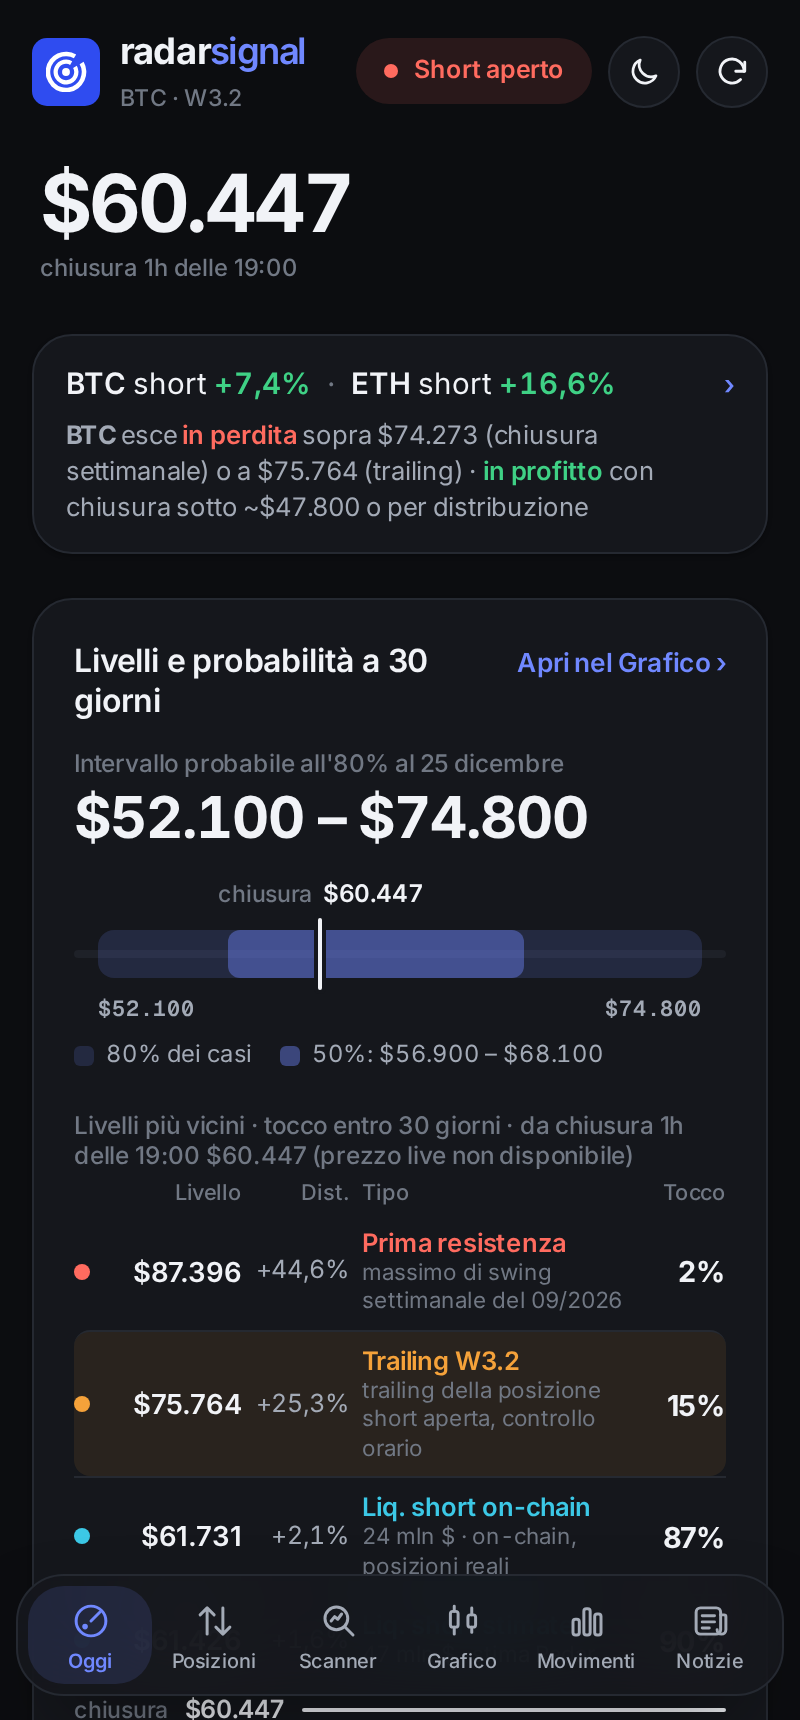 radarsignal
BTC · W3.2
Short aperto
$60.447
chiusura 1h delle 19:00
BTC short +7,4% · ETH short +16,6% ›
BTC esce in perdita sopra $74.273 (chiusura
settimanale) o a $75.764 (trailing) · in profitto con
chiusura sotto ~$47.800 o per distribuzione
Livelli e probabilità a 30
giorni
Apri nel Grafico ›
Intervallo probabile all'80% al 25 dicembre
$52.100 – $74.800
chiusura $60.447
$52.100 $74.800
80% dei casi 50%: $56.900 – $68.100
Livelli più vicini · tocco entro 30 giorni · da chiusura 1h
delle 19:00 $60.447 (prezzo live non disponibile)
Livello Dist. Tipo Tocco
Prima resistenza
$87.396 +44,6% massimo di swing 2%
settimanale del 09/2026
Trailing W3.2
trailing della posizione
$75.764 +25,3% short aperta, controllo 15%
orario
Liq. short on-chain
$61.731 +2,1% 24 mln $ · on-chain, 87%
posizioni reali
$61.426 +1,6% 90%
Oggi Posizioni Scanner Grafico Movimenti Notizie
chiusura $60.447